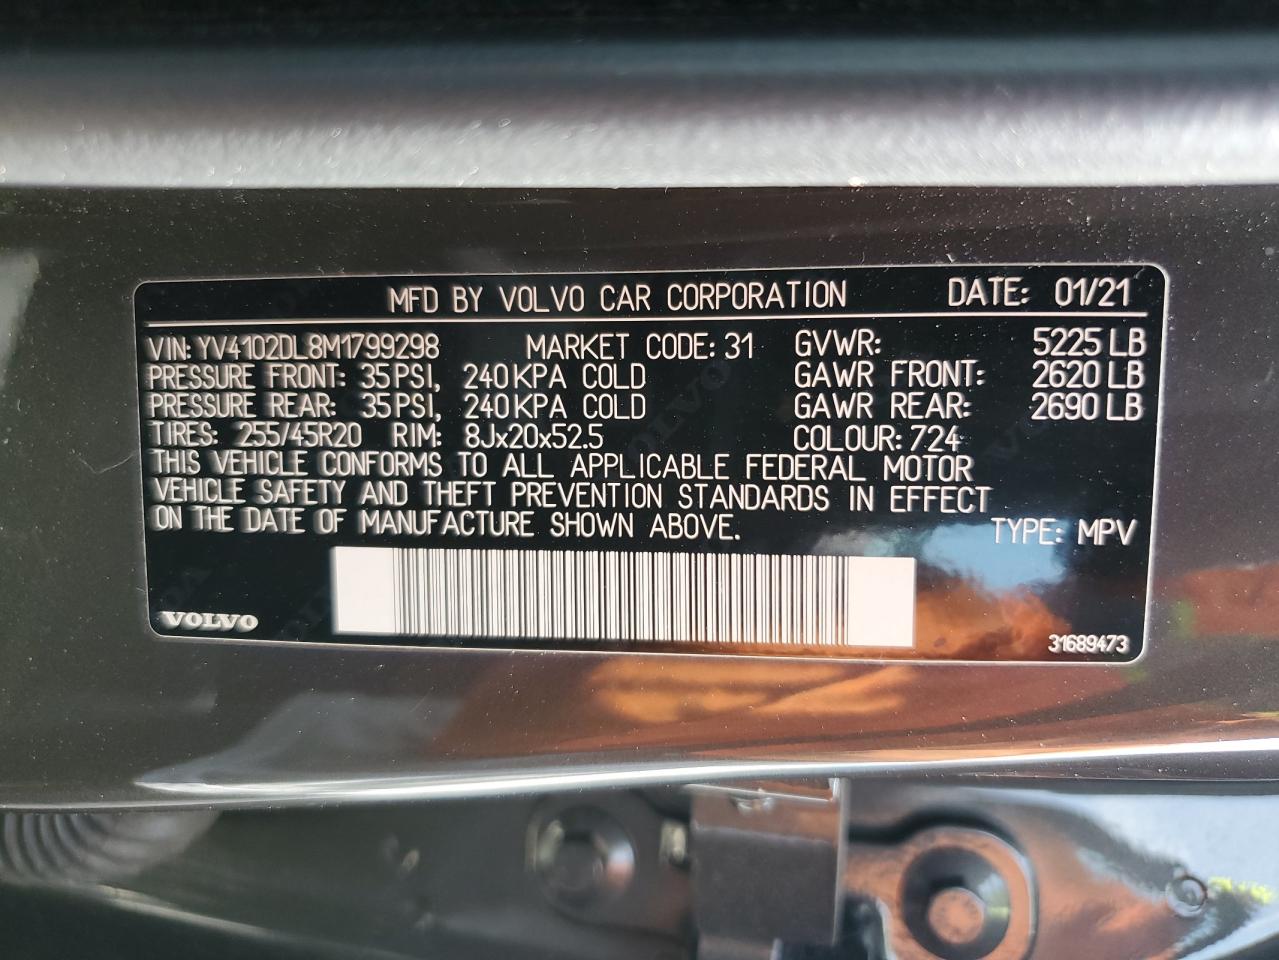 MFD BY VOLVO CAR CORPORATION DATE: 01/21
VIN: YV4102DL8M1799298 MARKET CODE: 31 GVWR: 5225 LB
PRESSURE FRONT: 35 PSI, 240 KPA COLD GAWR FRONT: 2620 LB
PRESSURE REAR: 35 PSI, 240 KPA COLD GAWR REAR: 2690 LB
TIRES: 255/45R20 RIM: 8Jx20x52.5 COLOUR: 724
THIS VEHICLE CONFORMS TO ALL APPLICABLE FEDERAL MOTOR
VEHICLE SAFETY AND THEFT PREVENTION STANDARDS IN EFFECT
ON THE DATE OF MANUFACTURE SHOWN ABOVE. TYPE: MPV
VOLVO
31689473